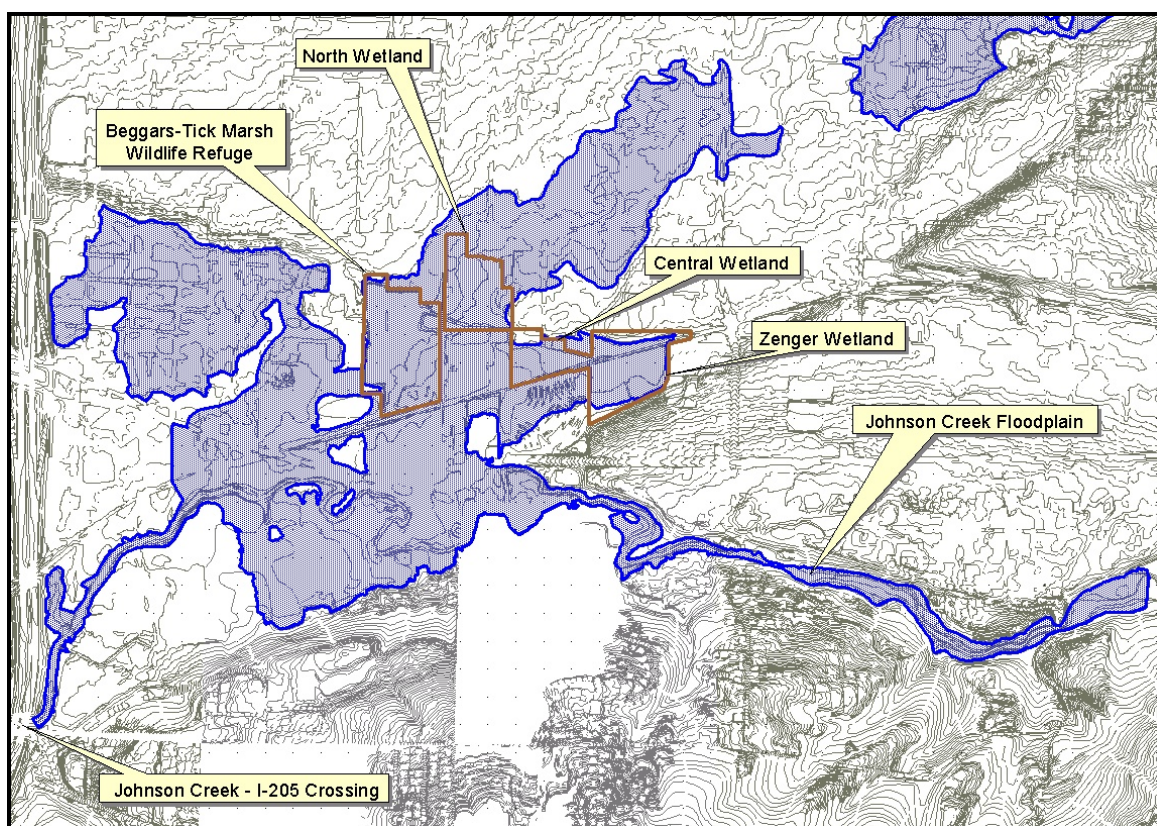 North Wetland
Beggars-Tick Marsh
Wildlife Refuge
Central Wetland
Zenger Wetland
Johnson Creek Floodplain
Johnson Creek - I-205 Crossing